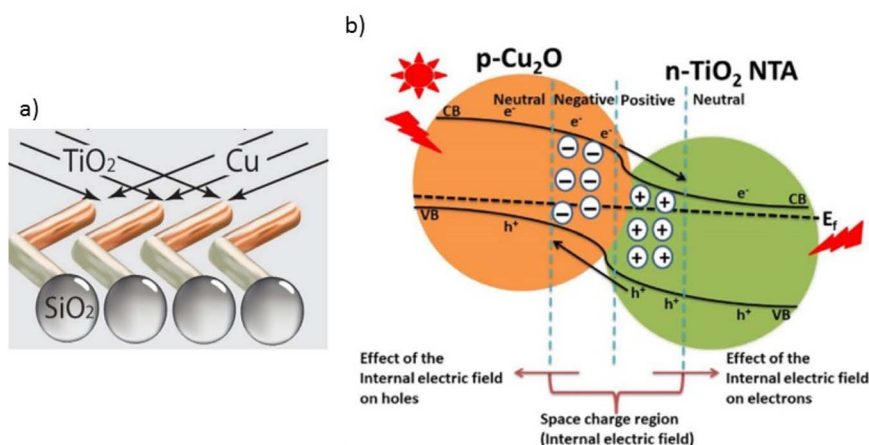 a)
TiO₂
Cu
SiO₂
b)
p-Cu₂O
n-TiO₂ NTA
Neutral
Negative
Positive
Neutral
CB
e⁻
e⁻
e⁻
e⁻
CB
E_f
VB
h⁺
h⁺
h⁺
h⁺
VB
− −
− −
− −
+ +
+ +
+ +
Effect of the
Internal electric field
on holes
Space charge region
(Internal electric field)
Effect of the
Internal electric field
on electrons